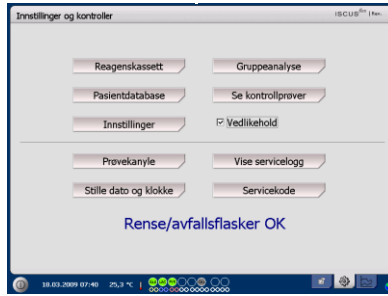 Innstillinger og kontroller
ISCUSflex
Reagenskassett
Gruppeanalyse
Pasientdatabase
Se kontrollprøver
Innstillinger
Vedlikehold
Prøvekanyle
Vise servicelogg
Stille dato og klokke
Servicekode
Rense/avfallsflasker OK
18.03.2009 07:40 25,3 °C